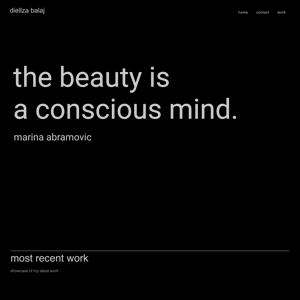 diellza balaj
home contact work
the beauty is
a conscious mind.
marina abramovic
most recent work
showcase of my latest work